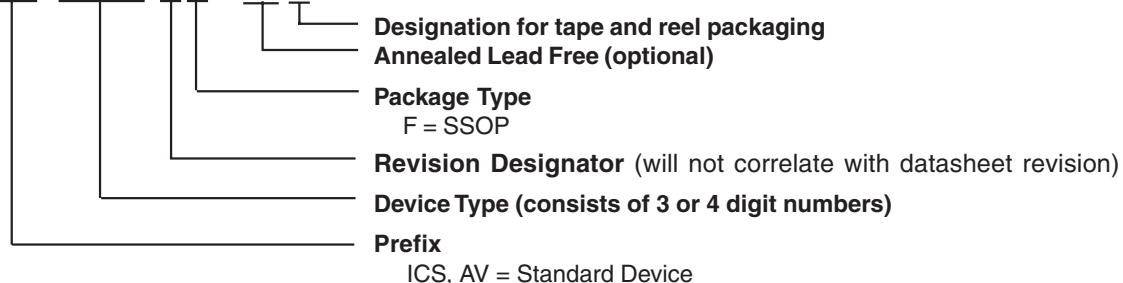 Designation for tape and reel packaging
Annealed Lead Free (optional)
Package Type
F = SSOP
Revision Designator (will not correlate with datasheet revision)
Device Type (consists of 3 or 4 digit numbers)
Prefix
ICS, AV = Standard Device